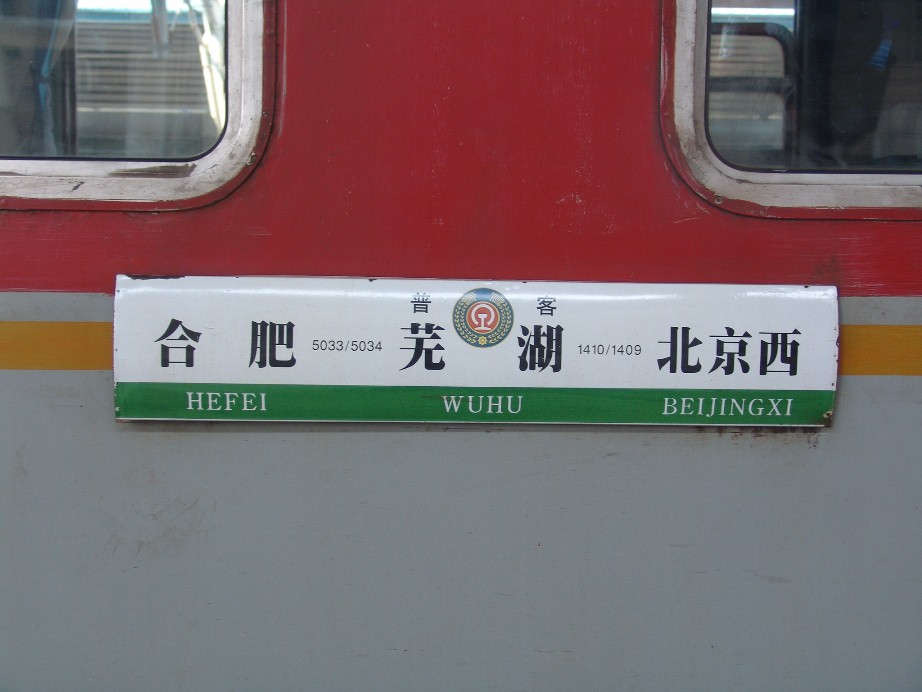 普 客
合 肥 5033/5034 芜 湖 1410/1409 北京西
HEFEI WUHU BEIJINGXI